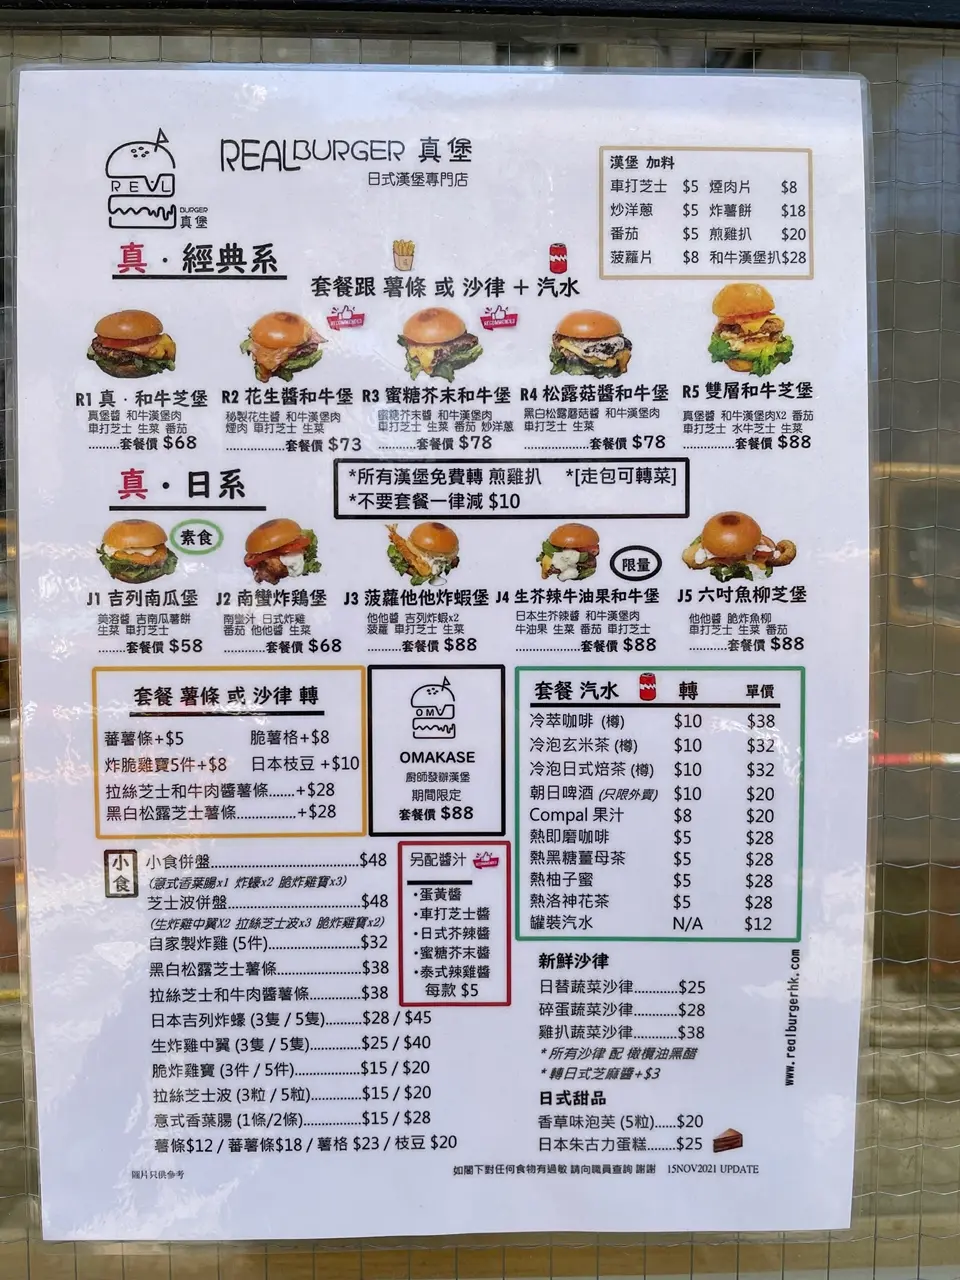 REAL
BURGER
真堡
REALBURGER 真堡
日式漢堡專門店
漢堡 加料
車打芝士 $5 煙肉片 $8
炒洋蔥 $5 炸薯餅 $18
番茄 $5 煎雞扒 $20
菠蘿片 $8 和牛漢堡扒 $28
真 · 經典系
套餐跟 薯條 或 沙律 + 汽水
RECOMMENDED
RECOMMENDED
R1 真 · 和牛芝堡
真堡醬 和牛漢堡肉
車打芝士 生菜 番茄
.........套餐價 $68
R2 花生醬和牛堡
秘製花生醬 和牛漢堡肉
煙肉 車打芝士 生菜
.........套餐價 $73
R3 蜜糖芥末和牛堡
蜜糖芥末醬 和牛漢堡肉
車打芝士 生菜 番茄 炒洋蔥
.........套餐價 $78
R4 松露菇醬和牛堡
黑白松露蘑菇醬 和牛漢堡肉
車打芝士 生菜
.........套餐價 $78
R5 雙層和牛芝堡
真堡醬 和牛漢堡肉X2 番茄
車打芝士 水牛芝士 生菜
.........套餐價 $88
真 · 日系
*所有漢堡免費轉 煎雞扒 *[走包可轉菜]
*不要套餐一律減 $10
素食
限量
J1 吉列南瓜堡
美溶醬 吉南瓜薯餅
生菜 車打芝士
.........套餐價 $58
J2 南蠻炸鶏堡
南蠻汁 日式炸雞
番茄 他他醬 生菜
.........套餐價 $68
J3 菠蘿他他炸蝦堡
他他醬 吉列炸蝦x2
菠蘿 車打芝士 生菜
.........套餐價 $88
J4 生芥辣牛油果和牛堡
日本生芥辣醬 和牛漢堡肉
牛油果 生菜 番茄 車打芝士
.........套餐價 $88
J5 六吋魚柳芝堡
他他醬 脆炸魚柳
車打芝士 生菜 番茄
.........套餐價 $88
套餐 薯條 或 沙律 轉
蕃薯條+$5 脆薯格+$8
炸脆雞寶5件+$8 日本枝豆 +$10
拉絲芝士和牛肉醬薯條.......+$28
黑白松露芝士薯條...............+$28
OMA
OMAKASE
廚師發辦漢堡
期間限定
套餐價 $88
套餐 汽水 轉 單價
冷萃咖啡 (樽) $10 $38
冷泡玄米茶 (樽) $10 $32
冷泡日式焙茶 (樽) $10 $32
朝日啤酒 (只限外賣) $10 $20
Compal 果汁 $8 $20
熱即磨咖啡 $5 $28
熱黑糖薑母茶 $5 $28
熱柚子蜜 $5 $28
熱洛神花茶 $5 $28
罐裝汽水 N/A $12
小食
小食併盤...........................$48
(意式香葉腸x1 炸蠔x2 脆炸雞寶x3)
芝士波併盤........................$48
(生炸雞中翼X2 拉絲芝士波x3 脆炸雞寶x2)
自家製炸雞 (5件)....................$32
黑白松露芝士薯條...................$38
拉絲芝士和牛肉醬薯條...........$38
日本吉列炸蠔 (3隻 / 5隻).........$28 / $45
生炸雞中翼 (3隻 / 5隻).............$25 / $40
脆炸雞寶 (3件 / 5件)................$15 / $20
拉絲芝士波 (3粒 / 5粒).............$15 / $20
意式香葉腸 (1條/2條)..............$15 / $28
薯條$12 / 蕃薯條$18 / 薯格 $23 / 枝豆 $20
另配醬汁
RECOMMENDED
·蛋黃醬
·車打芝士醬
·日式芥辣醬
·蜜糖芥末醬
·泰式辣雞醬
每款 $5
新鮮沙律
日替蔬菜沙律............$25
碎蛋蔬菜沙律............$28
雞扒蔬菜沙律............$38
*所有沙律 配 橄欖油黑醋
*轉日式芝麻醬+$3
日式甜品
香草味泡芙 (5粒).....$20
日本朱古力蛋糕.......$25
www.realburgerhk.com
圖片只供參考
如閣下對任何食物有過敏 請向職員查詢 謝謝 15NOV2021 UPDATE